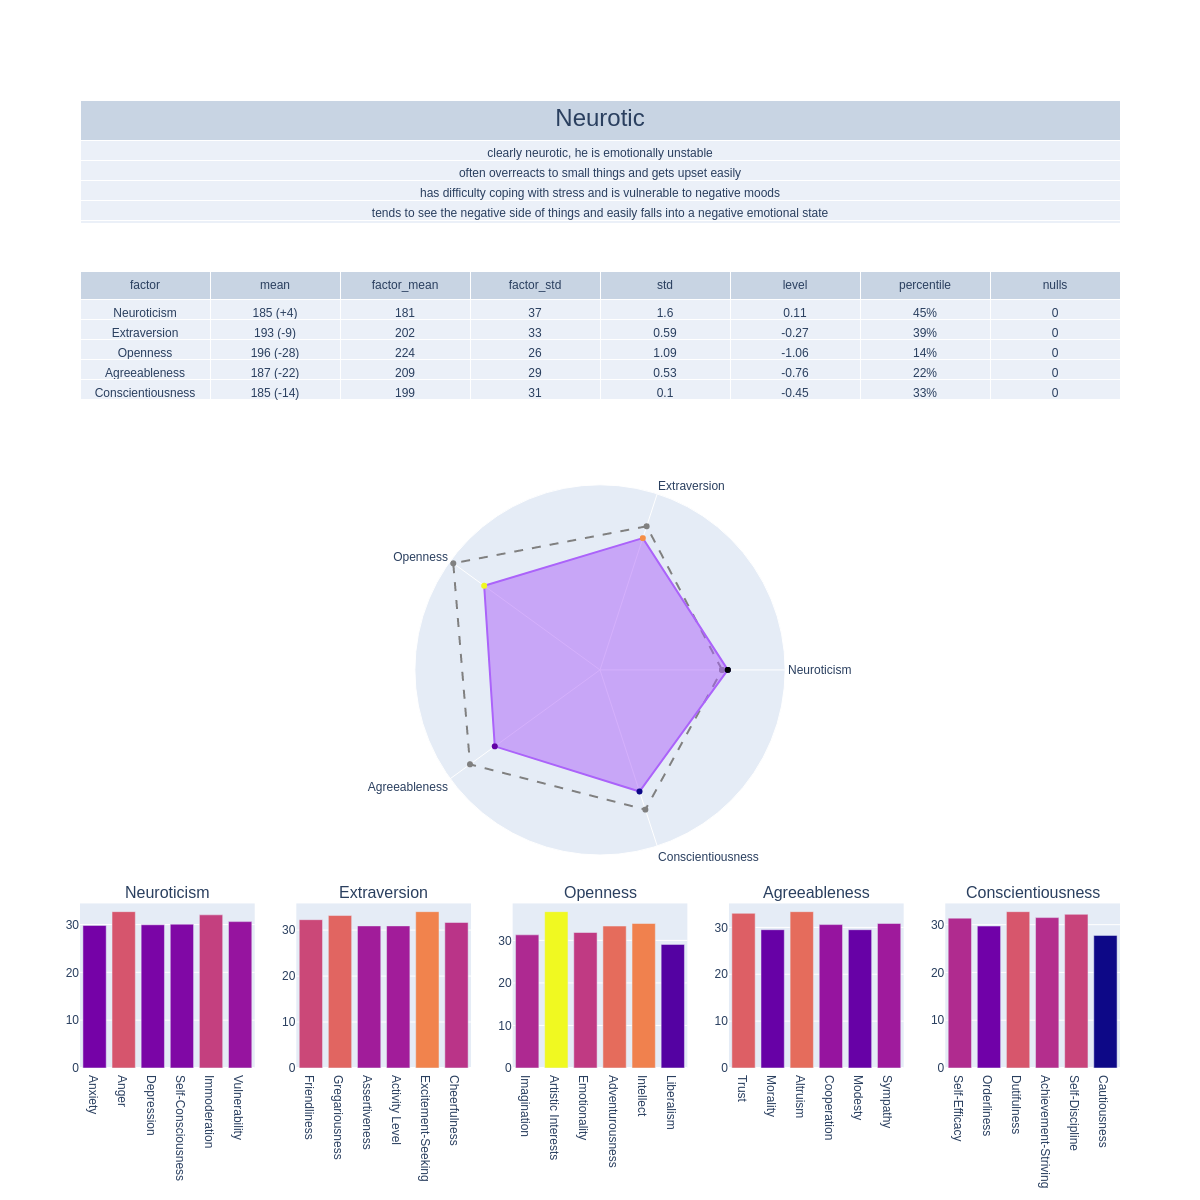 Neurotic
clearly neurotic, he is emotionally unstable
often overreacts to small things and gets upset easily
has difficulty coping with stress and is vulnerable to negative moods
tends to see the negative side of things and easily falls into a negative emotional state
factor mean factor_mean factor_std std level percentile nulls
Neuroticism 185 (+4) 181 37 1.6 0.11 45% 0
Extraversion 193 (-9) 202 33 0.59 -0.27 39% 0
Openness 196 (-28) 224 26 1.09 -1.06 14% 0
Agreeableness 187 (-22) 209 29 0.53 -0.76 22% 0
Conscientiousness 185 (-14) 199 31 0.1 -0.45 33% 0
Extraversion
Openness
Neuroticism
Agreeableness
Conscientiousness
Neuroticism
30
20
10
0
Anxiety
Anger
Depression
Self-Consciousness
Immoderation
Vulnerability
Extraversion
30
20
10
0
Friendliness
Gregariousness
Assertiveness
Activity Level
Excitement-Seeking
Cheerfulness
Openness
30
20
10
0
Imagination
Artistic Interests
Emotionality
Adventurousness
Intellect
Liberalism
Agreeableness
30
20
10
0
Trust
Morality
Altruism
Cooperation
Modesty
Sympathy
Conscientiousness
30
20
10
0
Self-Efficacy
Orderliness
Dutifulness
Achievement-Striving
Self-Discipline
Cautiousness